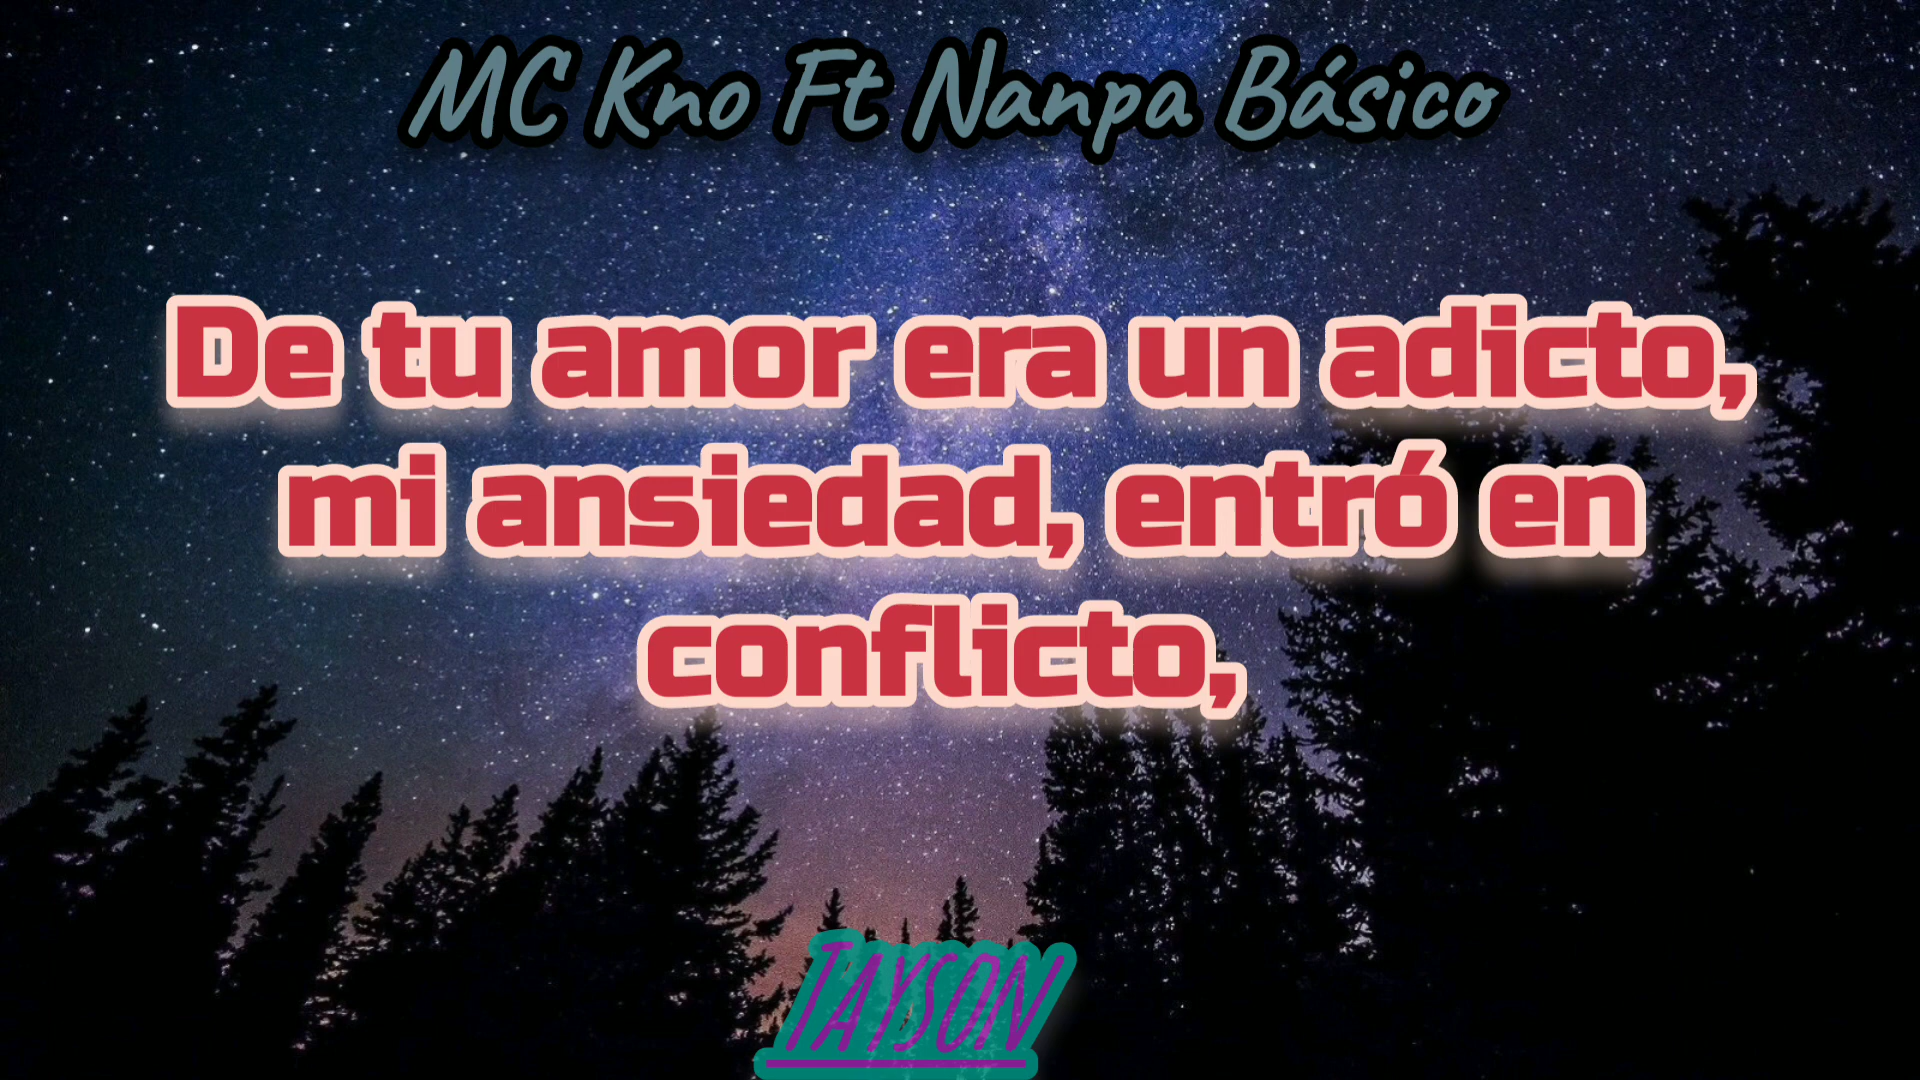 MC Kno Ft Nanpa Básico
De tu amor era un adicto,
mi ansiedad, entró en
conflicto,
TAYSON